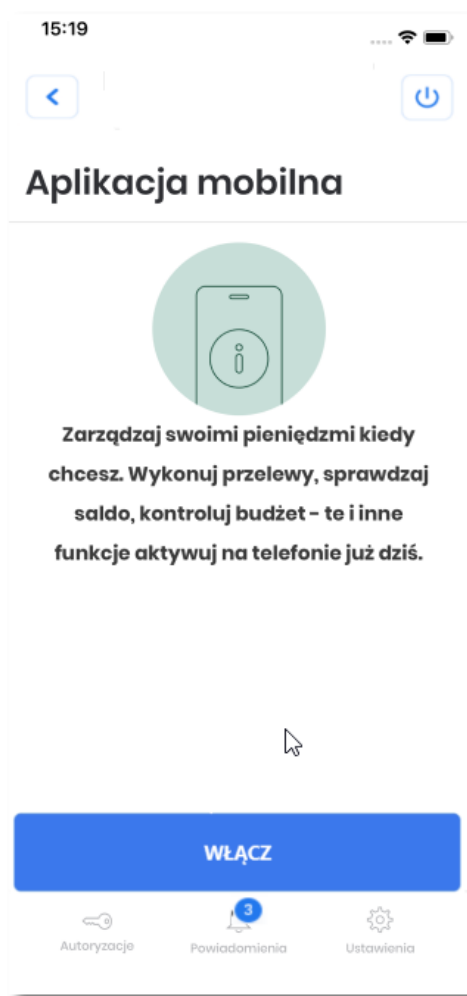 15:19
Aplikacja mobilna
Zarządzaj swoimi pieniędzmi kiedy
chcesz. Wykonuj przelewy, sprawdzaj
saldo, kontroluj budżet – te i inne
funkcje aktywuj na telefonie już dziś.
WŁĄCZ
3
Autoryzacje Powiadomienia Ustawienia